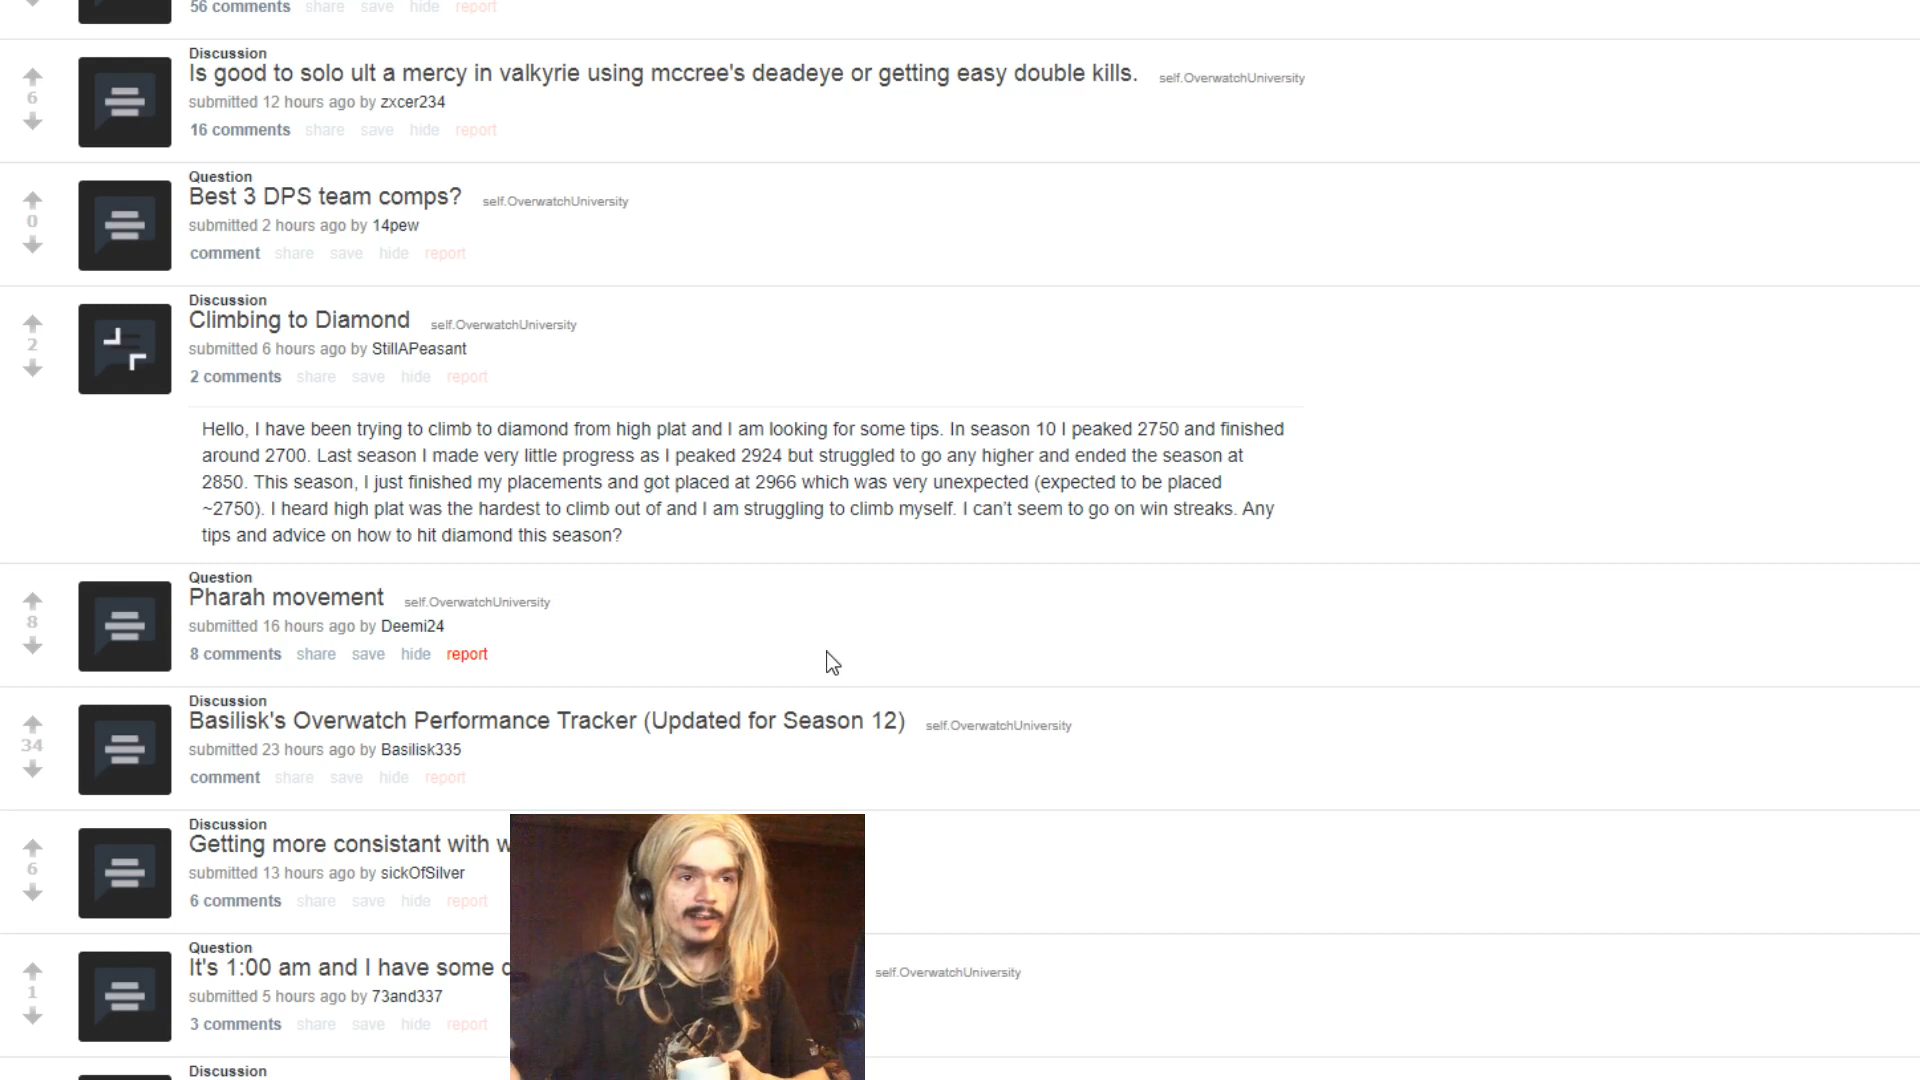 56 comments share save hide report
Discussion
Is good to solo ult a mercy in valkyrie using mccree's deadeye or getting easy double kills. self.OverwatchUniversity
6
submitted 12 hours ago by zxcer234
16 comments share save hide report
Question
Best 3 DPS team comps? self.OverwatchUniversity
0
submitted 2 hours ago by 14pew
comment share save hide report
Discussion
Climbing to Diamond self.OverwatchUniversity
2
submitted 6 hours ago by StillAPeasant
2 comments share save hide report
Hello, I have been trying to climb to diamond from high plat and I am looking for some tips. In season 10 I peaked 2750 and finished
around 2700. Last season I made very little progress as I peaked 2924 but struggled to go any higher and ended the season at
2850. This season, I just finished my placements and got placed at 2966 which was very unexpected (expected to be placed
~2750). I heard high plat was the hardest to climb out of and I am struggling to climb myself. I can't seem to go on win streaks. Any
tips and advice on how to hit diamond this season?
Question
Pharah movement self.OverwatchUniversity
8
submitted 16 hours ago by Deemi24
8 comments share save hide report
Discussion
Basilisk's Overwatch Performance Tracker (Updated for Season 12) self.OverwatchUniversity
34
submitted 23 hours ago by Basilisk335
comment share save hide report
Discussion
Getting more consistant with
6
submitted 13 hours ago by sickOfSilver
6 comments share save hide report
Question
It's 1:00 am and I have some self.OverwatchUniversity
1
submitted 5 hours ago by 73and337
3 comments share save hide report
Discussion